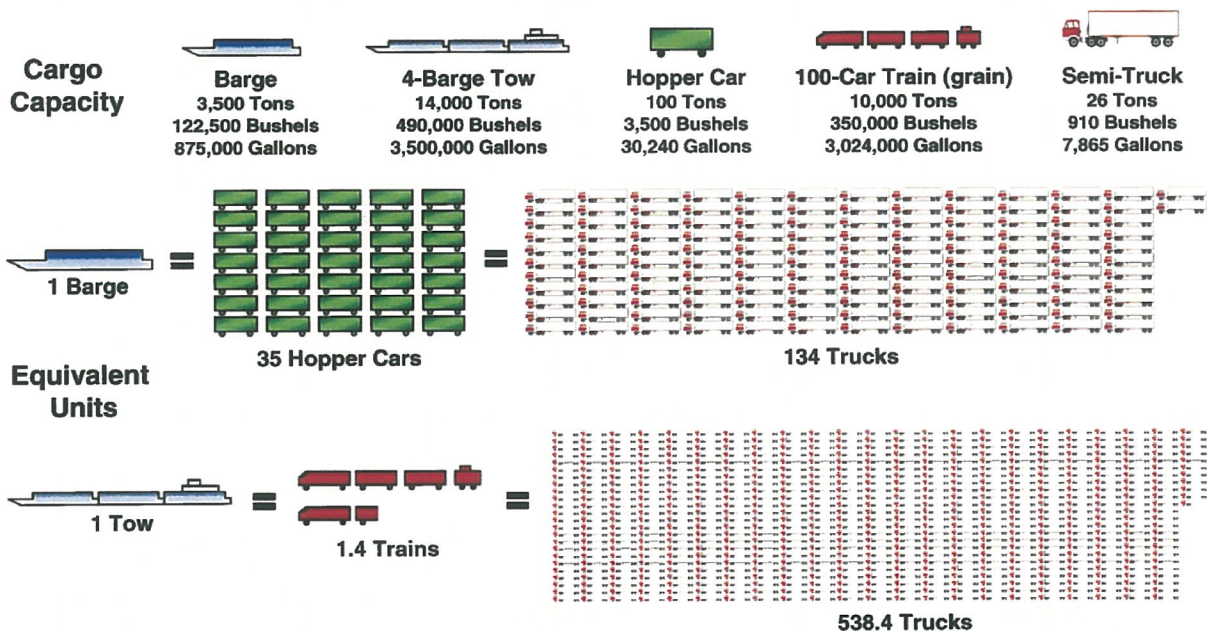 Cargo
Capacity
Barge
3,500 Tons
122,500 Bushels
875,000 Gallons
4-Barge Tow
14,000 Tons
490,000 Bushels
3,500,000 Gallons
Hopper Car
100 Tons
3,500 Bushels
30,240 Gallons
100-Car Train (grain)
10,000 Tons
350,000 Bushels
3,024,000 Gallons
Semi-Truck
26 Tons
910 Bushels
7,865 Gallons
1 Barge
=
35 Hopper Cars
=
134 Trucks
Equivalent
Units
1 Tow
=
1.4 Trains
=
538.4 Trucks